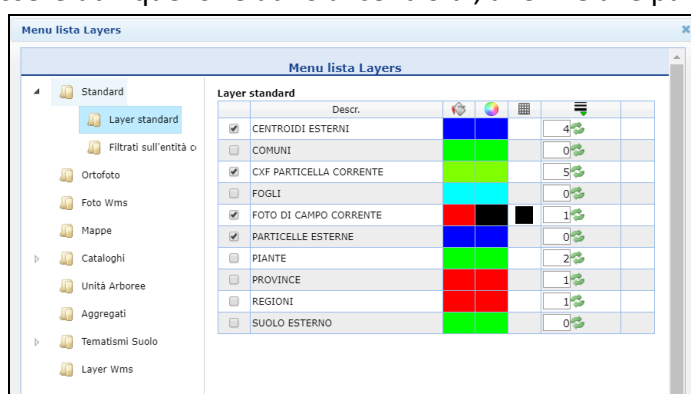 Menu lista Layers
Menu lista Layers
Standard
Layer standard
Filtrati sull'entità
Ortofoto
Foto Wms
Mappe
Cataloghi
Unità Arboree
Aggregati
Tematismi Suolo
Layer Wms
Layer standard
Descr.
CENTROIDI ESTERNI 4
COMUNI 0
CXF PARTICELLA CORRENTE 5
FOGLI 0
FOTO DI CAMPO CORRENTE 1
PARTICELLE ESTERNE 0
PIANTE 2
PROVINCE 1
REGIONI 1
SUOLO ESTERNO 0